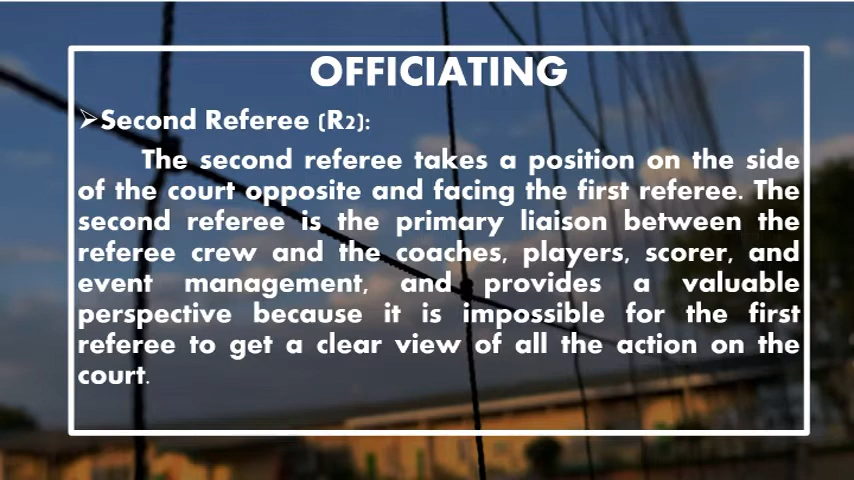 OFFICIATING
➢Second Referee (R2):
The second referee takes a position on the side
of the court opposite and facing the first referee. The
second referee is the primary liaison between the
referee crew and the coaches, players, scorer, and
event management, and provides a valuable
perspective because it is impossible for the first
referee to get a clear view of all the action on the
court.